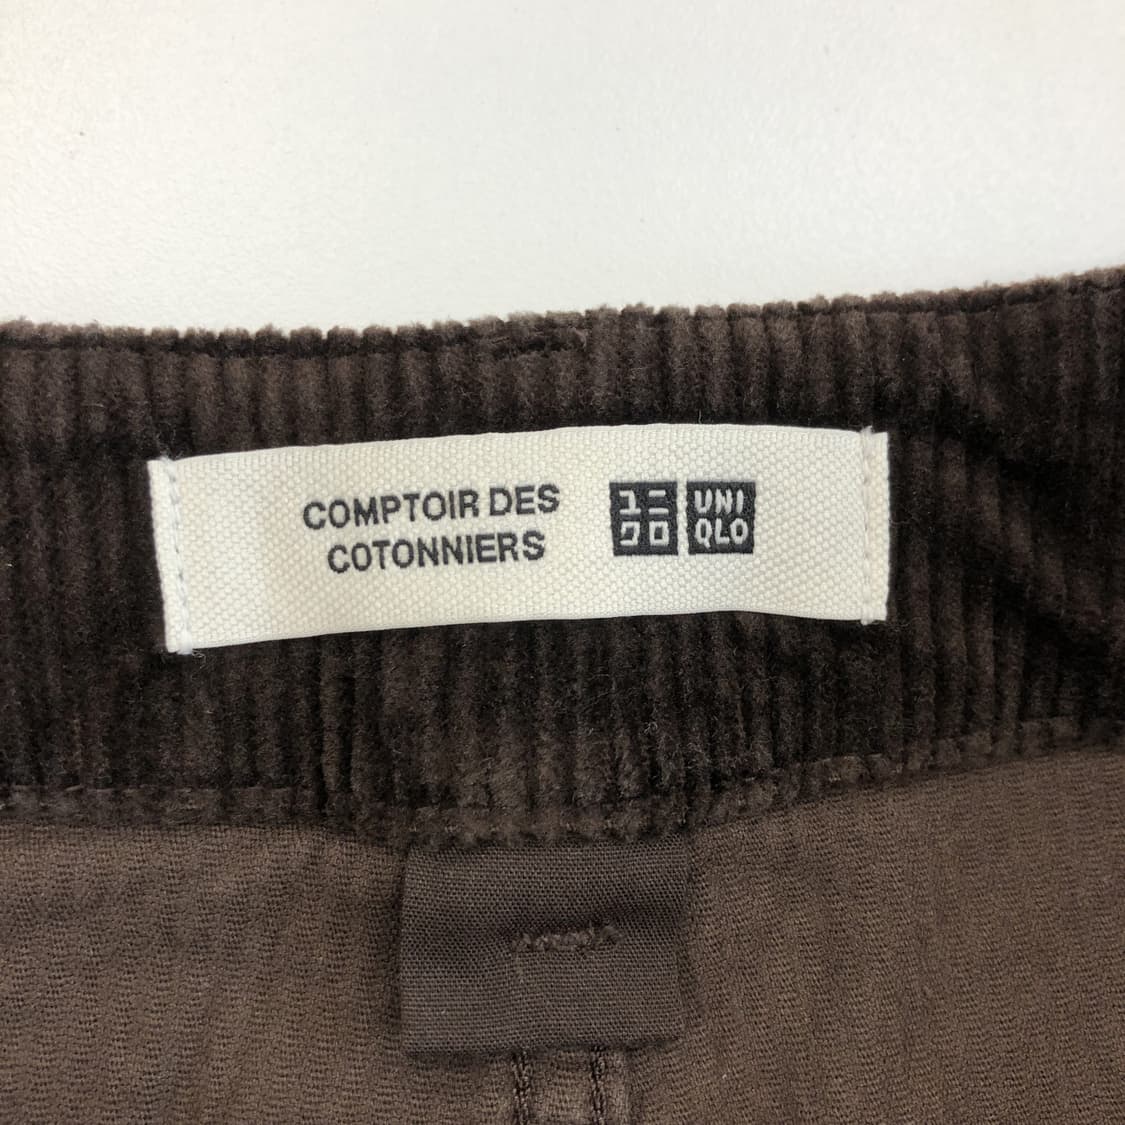 COMPTOIR DES
COTONNIERS
ユニ
クロ
UNI
QLO